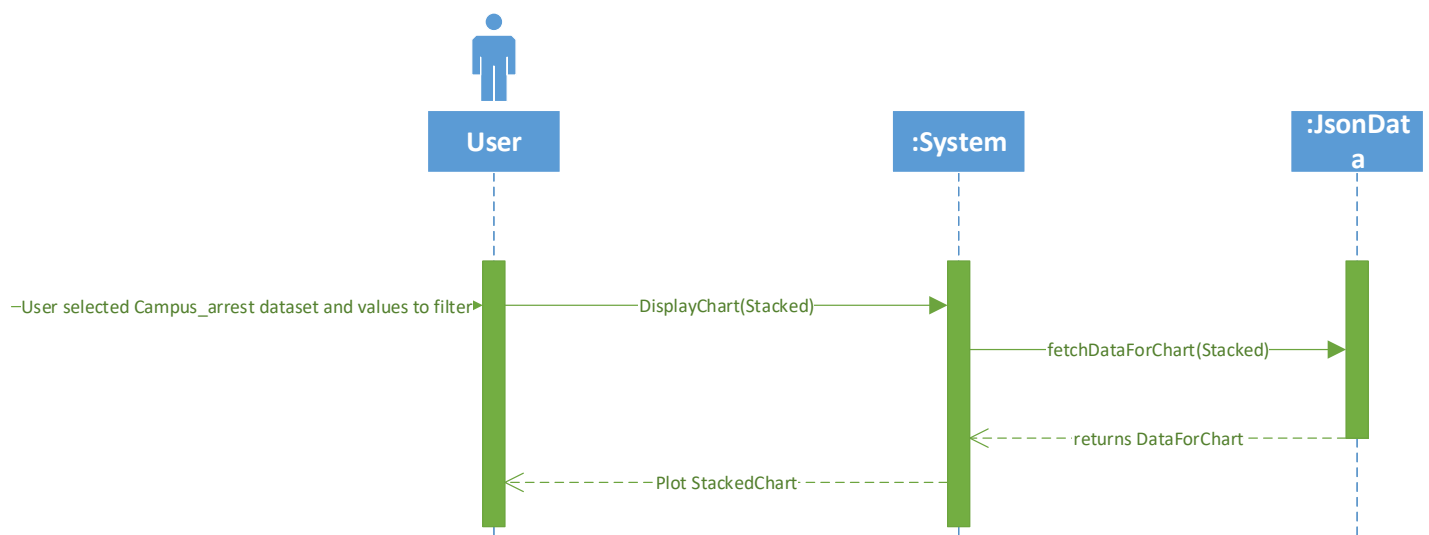 User
:System
:JsonDat
a
User selected Campus_arrest dataset and values to filter
DisplayChart(Stacked)
fetchDataForChart(Stacked)
returns DataForChart
Plot StackedChart